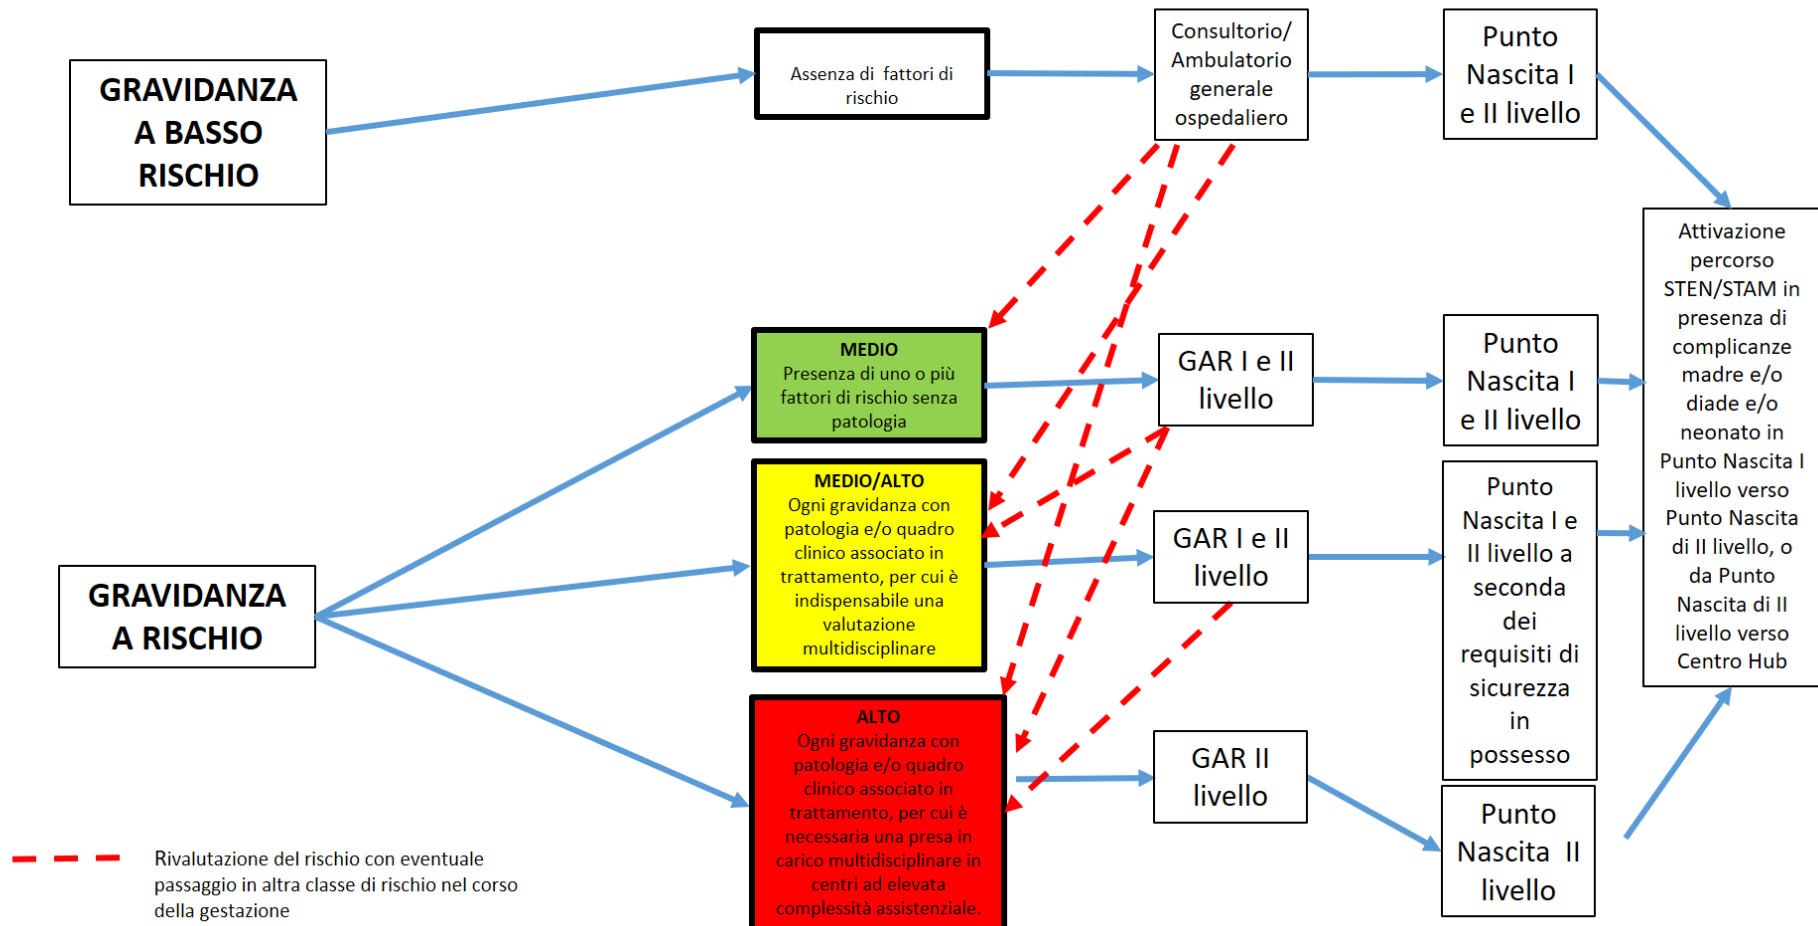 GRAVIDANZA
A BASSO
RISCHIO
Assenza di fattori di
rischio
Consultorio/
Ambulatorio
generale
ospedaliero
Punto
Nascita I
e II livello
GRAVIDANZA
A RISCHIO
MEDIO
Presenza di uno o più
fattori di rischio senza
patologia
GAR I e II
livello
Punto
Nascita I
e II livello
MEDIO/ALTO
Ogni gravidanza con
patologia e/o quadro
clinico associato in
trattamento, per cui è
indispensabile una
valutazione
multidisciplinare
GAR I e II
livello
Punto
Nascita I e
II livello a
seconda
dei
requisiti di
sicurezza
in
possesso
ALTO
Ogni gravidanza con
patologia e/o quadro
clinico associato in
trattamento, per cui è
necessaria una presa in
carico multidisciplinare in
centri ad elevata
complessità assistenziale.
GAR II
livello
Punto
Nascita II
livello
Attivazione
percorso
STEN/STAM in
presenza di
complicanze
madre e/o
diade e/o
neonato in
Punto Nascita I
livello verso
Punto Nascita
di II livello, o
da Punto
Nascita di II
livello verso
Centro Hub
Rivalutazione del rischio con eventuale
passaggio in altra classe di rischio nel corso
della gestazione